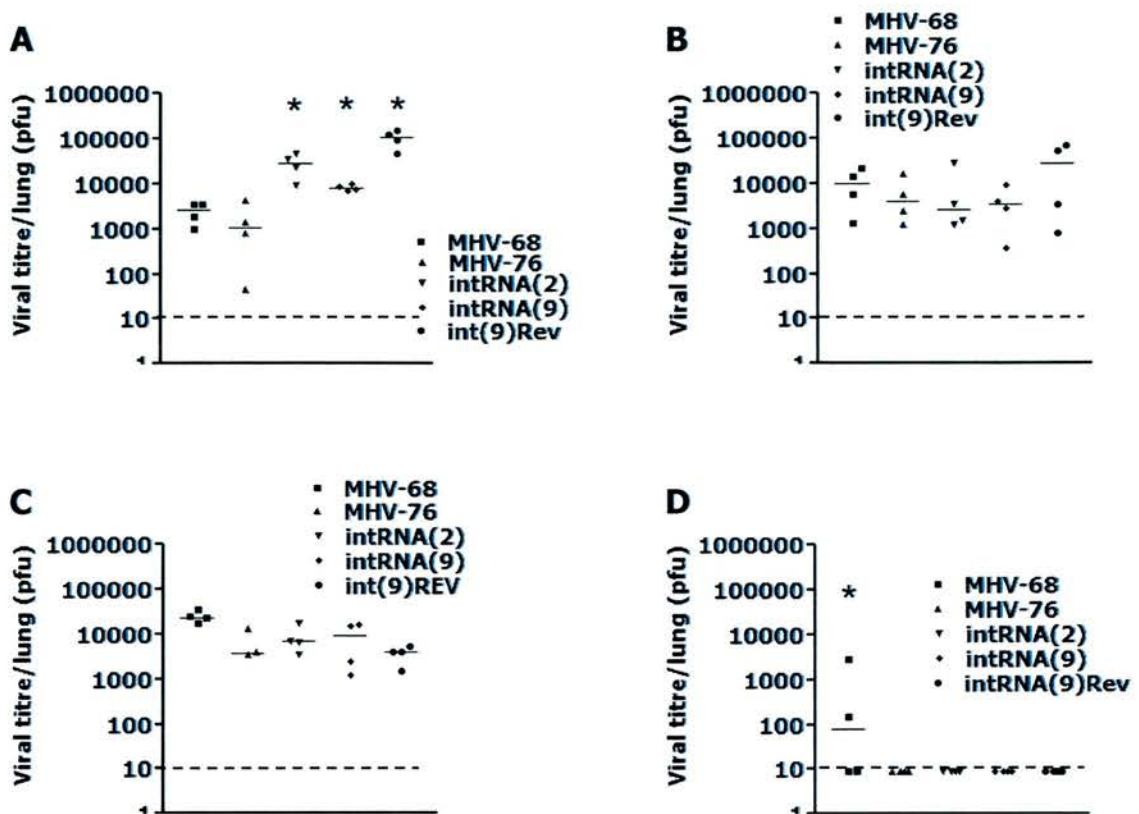 A
Viral titre/lung (pfu)
1000000
100000
10000
1000
100
10
1
* * *
MHV-68
MHV-76
intRNA(2)
intRNA(9)
int(9)Rev
B
Viral titre/lung (pfu)
1000000
100000
10000
1000
100
10
1
MHV-68
MHV-76
intRNA(2)
intRNA(9)
int(9)Rev
C
Viral titre/lung (pfu)
1000000
100000
10000
1000
100
10
1
MHV-68
MHV-76
intRNA(2)
intRNA(9)
int(9)REV
D
Viral titre/lung (pfu)
1000000
100000
10000
1000
100
10
1
*
MHV-68
MHV-76
intRNA(2)
intRNA(9)
intRNA(9)Rev